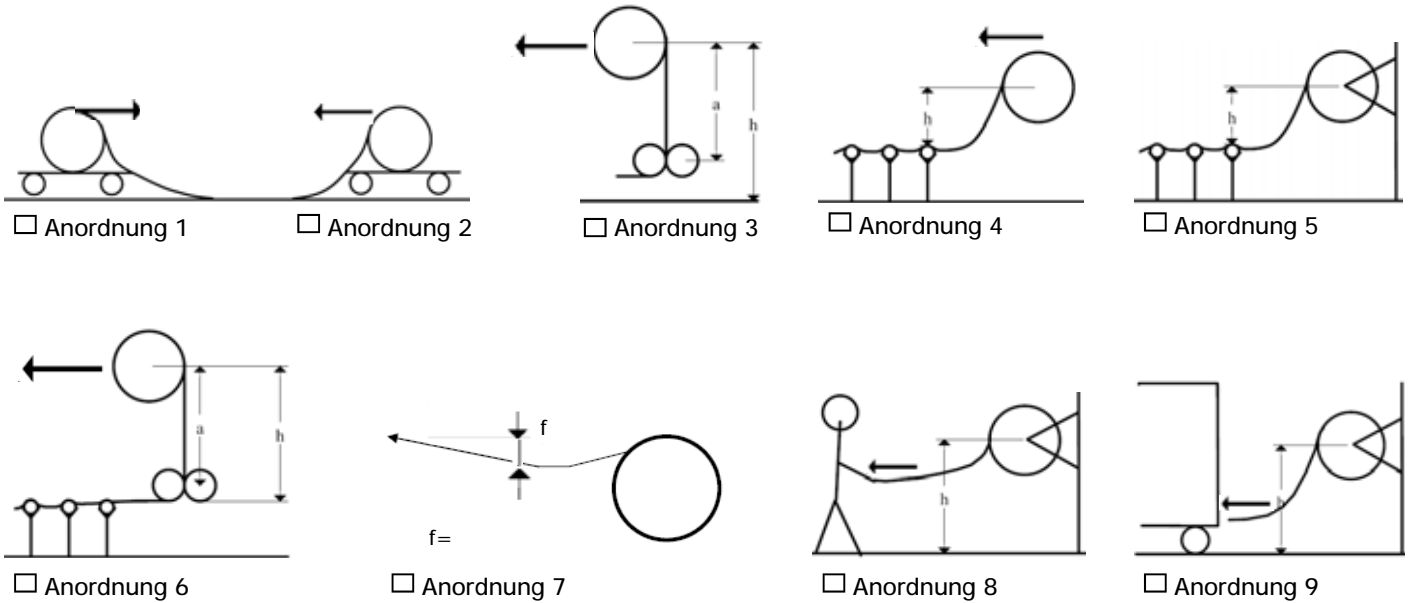 a
h
h
h
□ Anordnung 1
□ Anordnung 2
□ Anordnung 3
□ Anordnung 4
□ Anordnung 5
a
h
f
f=
h
h
□ Anordnung 6
□ Anordnung 7
□ Anordnung 8
□ Anordnung 9